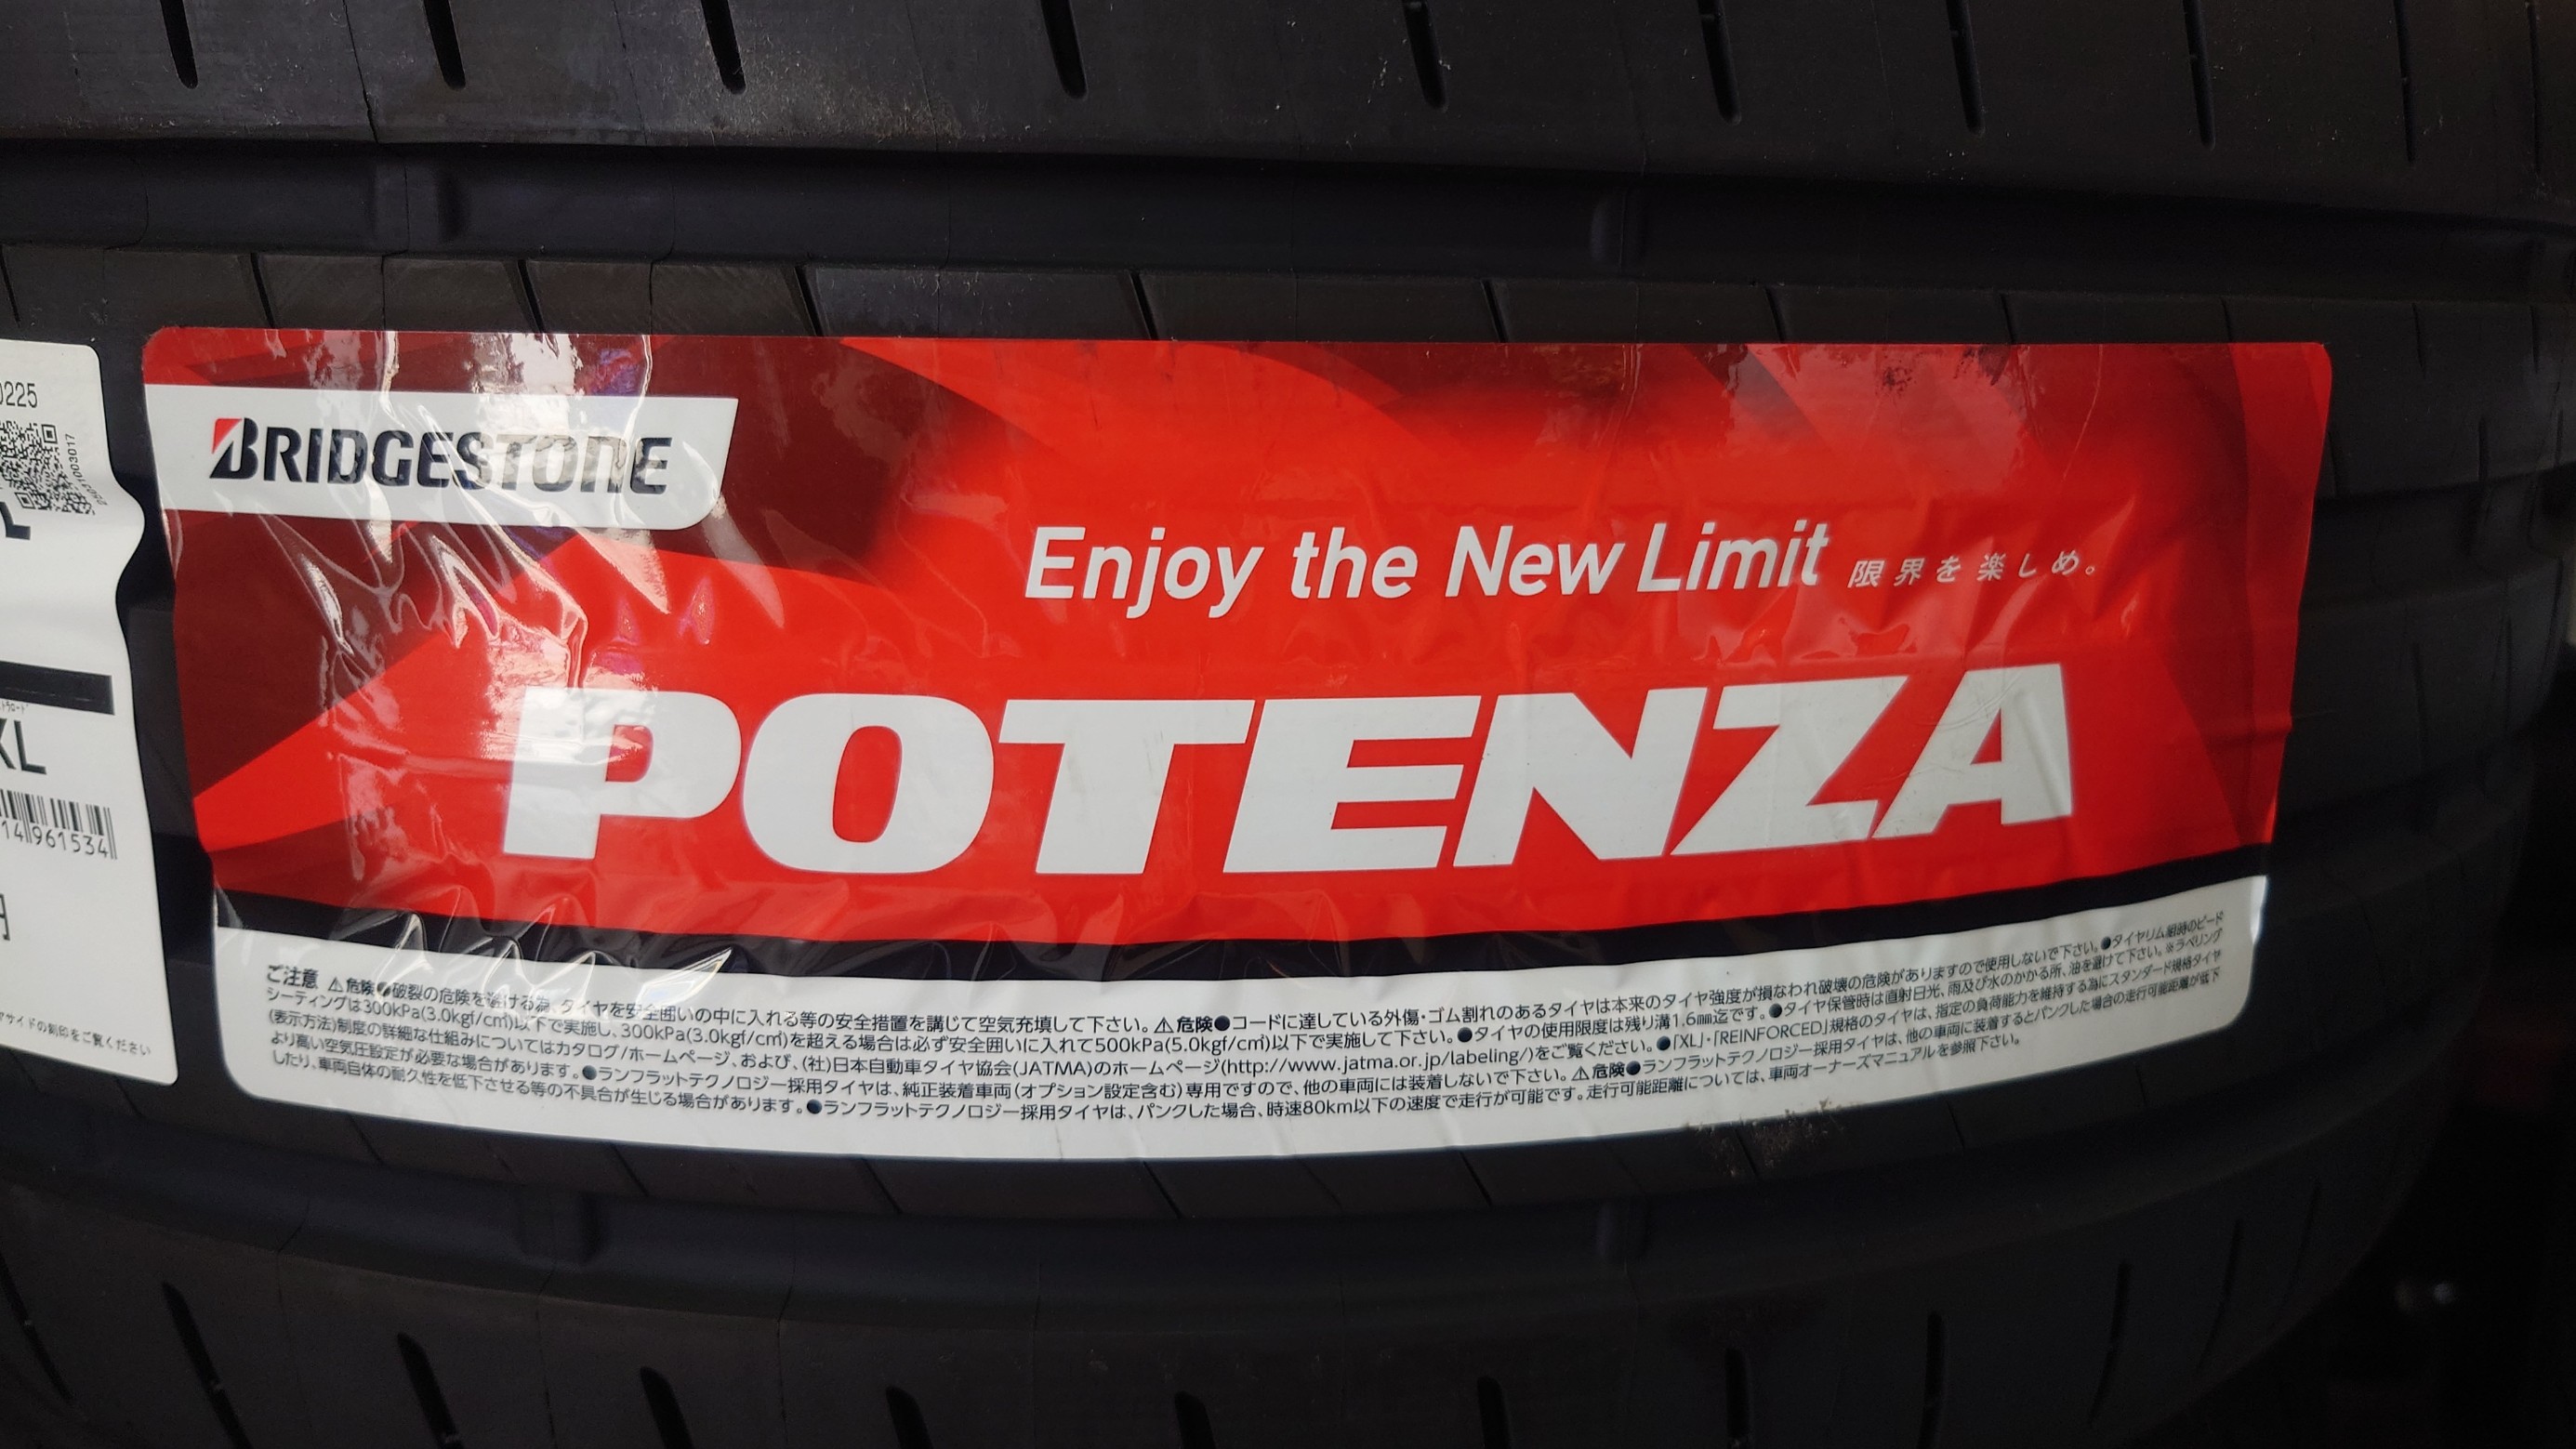 0225
XL
14961534
円
サイドの刻印をご覧ください
BRIDGESTONE
Enjoy the New Limit 限界を楽しめ。
POTENZA
ご注意 ⚠危険●破裂の危険を避ける為、タイヤを安全囲いの中に入れる等の安全措置を講じて空気充填して下さい。⚠危険●コードに達している外傷・ゴム割れのあるタイヤは本来のタイヤ強度が損なわれ破壊の危険がありますので使用しないで下さい。●タイヤリム組時のビード
シーティングは300kPa(3.0kgf/c㎡)以下で実施し、300kPa(3.0kgf/c㎡)を超える場合は必ず安全囲いに入れて500kPa(5.0kgf/c㎡)以下で実施して下さい。●タイヤの使用限度は残り溝1.6㎜迄です。●タイヤ保管時は直射日光、雨及び水のかかる所、油を避けて下さい。※ラベリング
(表示方法)制度の詳細な仕組みについてはカタログ/ホームページ、および、(社)日本自動車タイヤ協会(JATMA)のホームページ(http://www.jatma.or.jp/labeling/)をご覧ください。●「XL」・「REINFORCED」規格のタイヤは、指定の負荷能力を維持する為にスタンダード規格タイヤ
より高い空気圧設定が必要な場合があります。●ランフラットテクノロジー採用タイヤは、純正装着車両(オプション設定含む)専用ですので、他の車両には装着しないで下さい。⚠危険●ランフラットテクノロジー採用タイヤは、他の車両に装着するとパンクした場合の走行可能距離が低下
したり、車両自体の耐久性を低下させる等の不具合が生じる場合があります。●ランフラットテクノロジー採用タイヤは、パンクした場合、時速80km以下の速度で走行が可能です。走行可能距離については、車両オーナーズマニュアルを参照下さい。